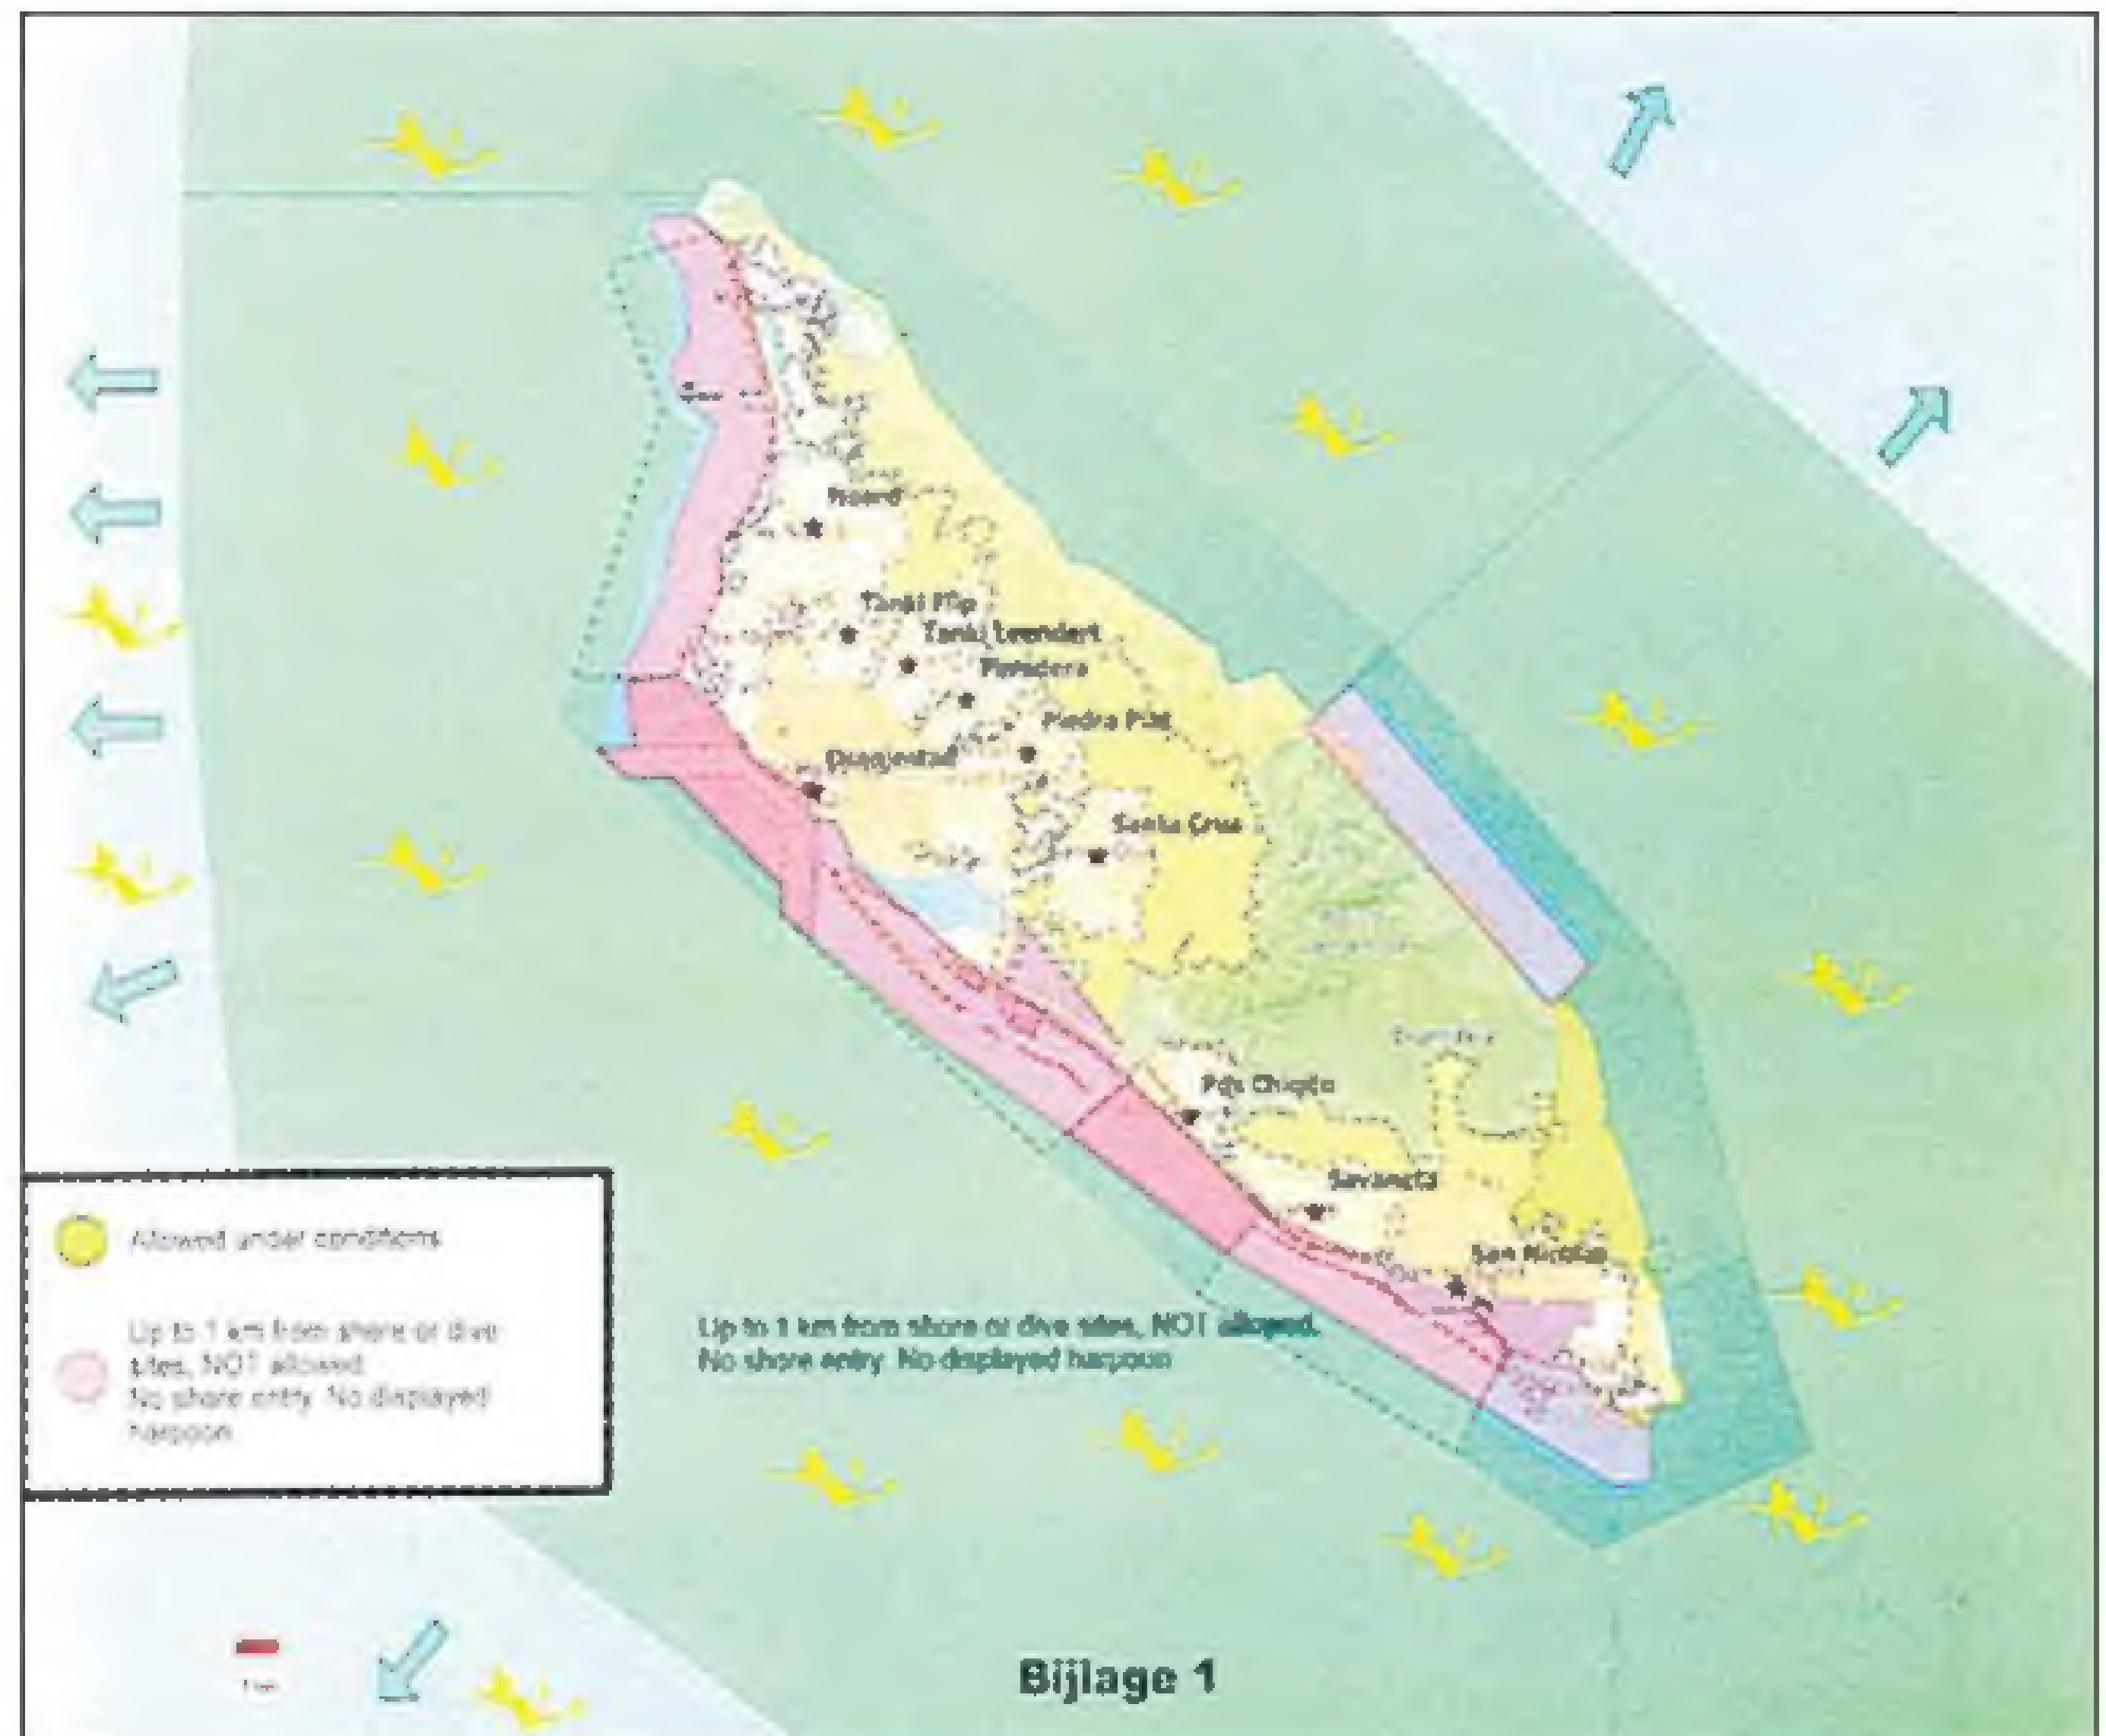 Noord
Tanki Flip
Tanki Leendert
Paradera
Piedra Plat
Oranjestad
Santa Cruz
Pos Chiquito
Savaneta
San Nicolas
Allowed under conditions
Up to 1 km from shore or dive
sites, NOT allowed
No shore entry. No displayed
harpoon
Up to 1 km from shore or dive sites, NOT allowed.
No shore entry. No displayed harpoon
1 km
Bijlage 1